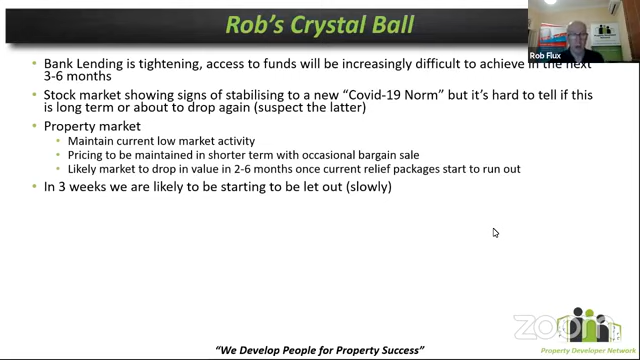 Rob's Crystal Ball
Rob Flux
• Bank Lending is tightening, access to funds will be increasingly difficult to achieve in the next
3-6 months
• Stock market showing signs of stabilising to a new “Covid-19 Norm” but it's hard to tell if this
is long term or about to drop again (suspect the latter)
• Property market
• Maintain current low market activity
• Pricing to be maintained in shorter term with occasional bargain sale
• Likely market to drop in value in 2-6 months once current relief packages start to run out
• In 3 weeks we are likely to be starting to be let out (slowly)
zoom
“We Develop People for Property Success”
Property Developer Network